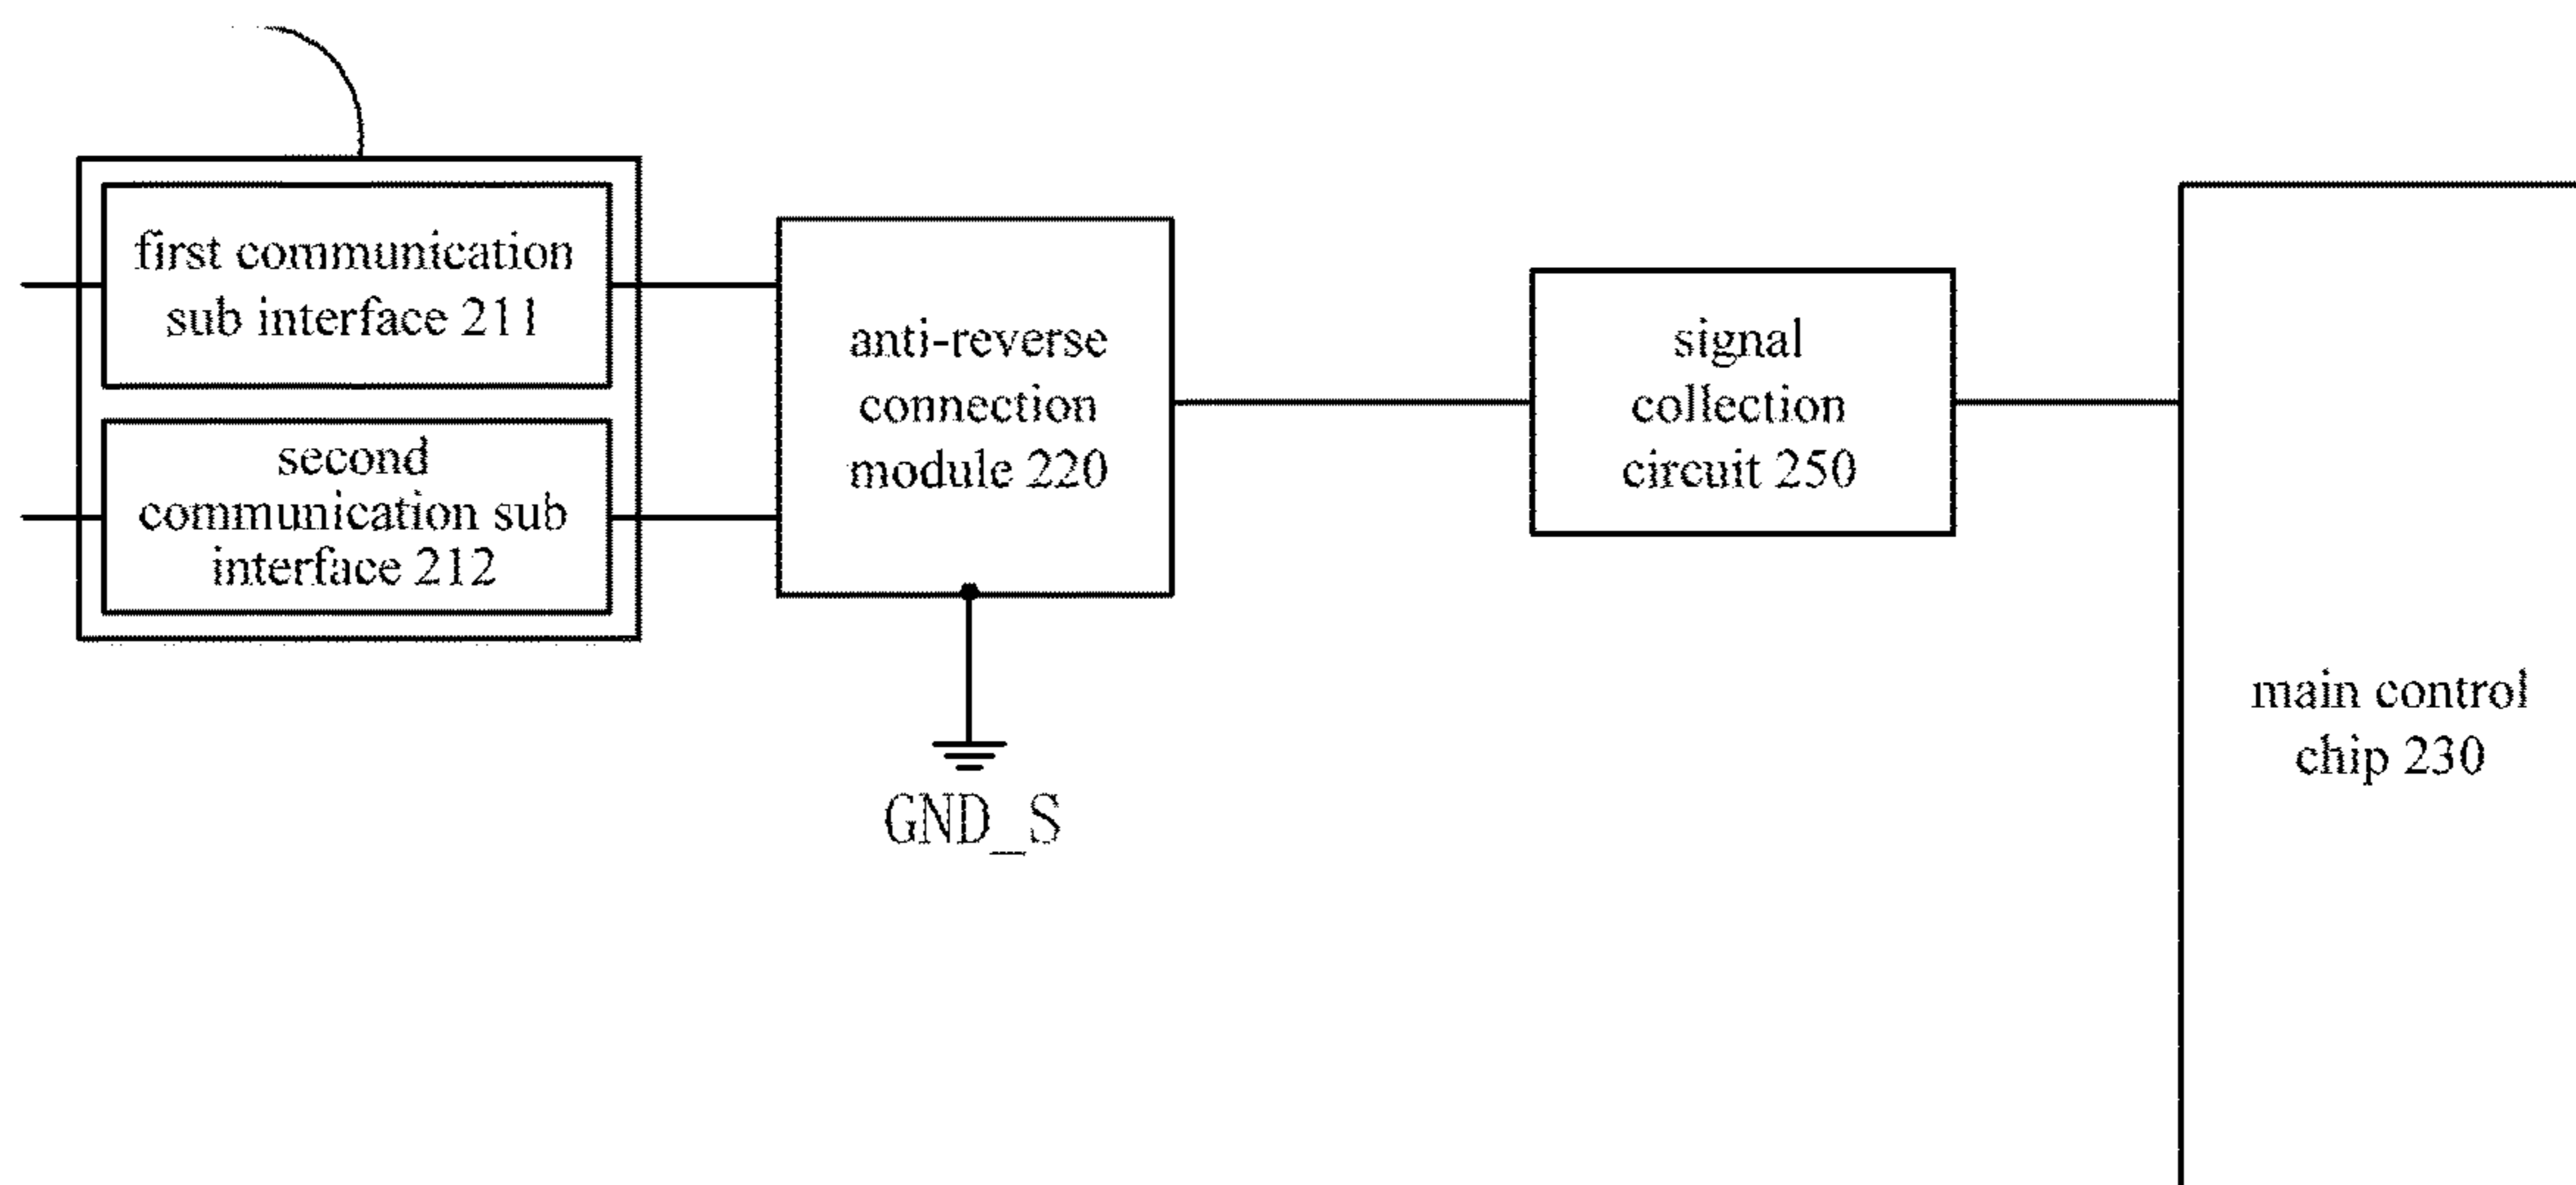 first communication
sub interface 211
second
communication sub
interface 212
anti-reverse
connection
module 220
signal
collection
circuit 250
main control
chip 230
GND_S